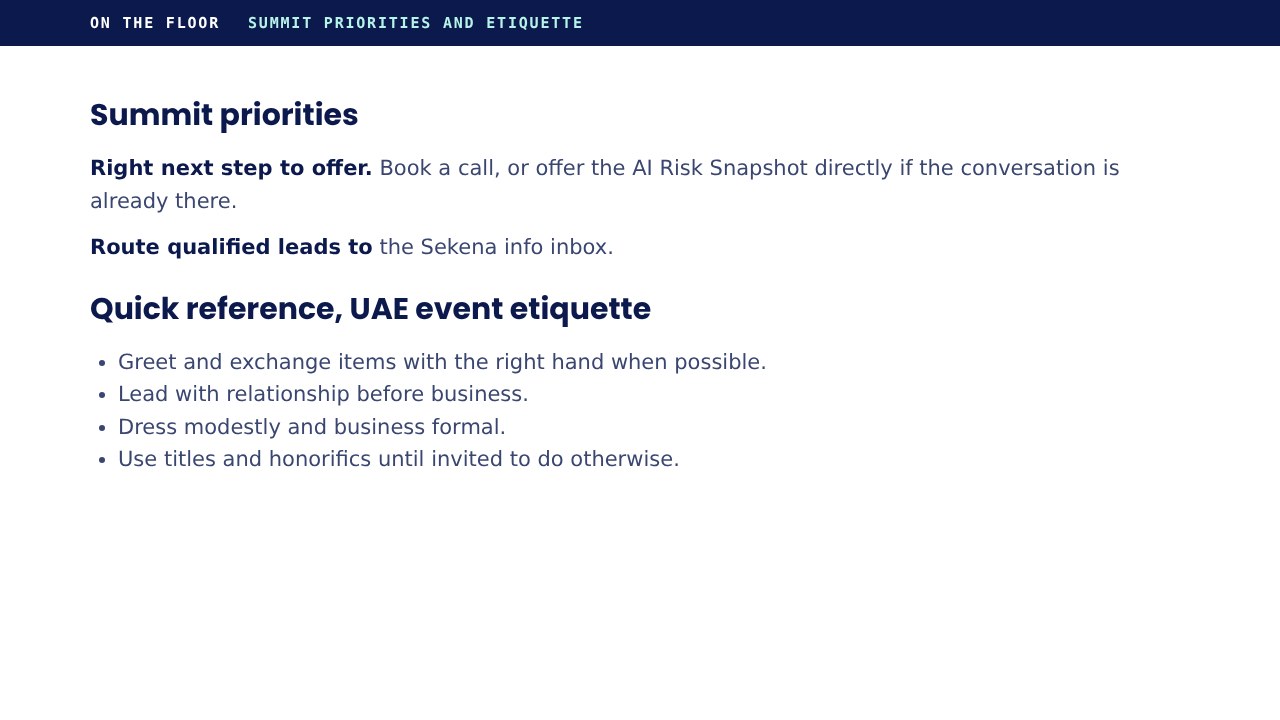 ON THE FLOOR SUMMIT PRIORITIES AND ETIQUETTE
Summit priorities
Right next step to offer. Book a call, or offer the AI Risk Snapshot directly if the conversation is
already there.
Route qualified leads to the Sekena info inbox.
Quick reference, UAE event etiquette
• Greet and exchange items with the right hand when possible.
• Lead with relationship before business.
• Dress modestly and business formal.
• Use titles and honorifics until invited to do otherwise.